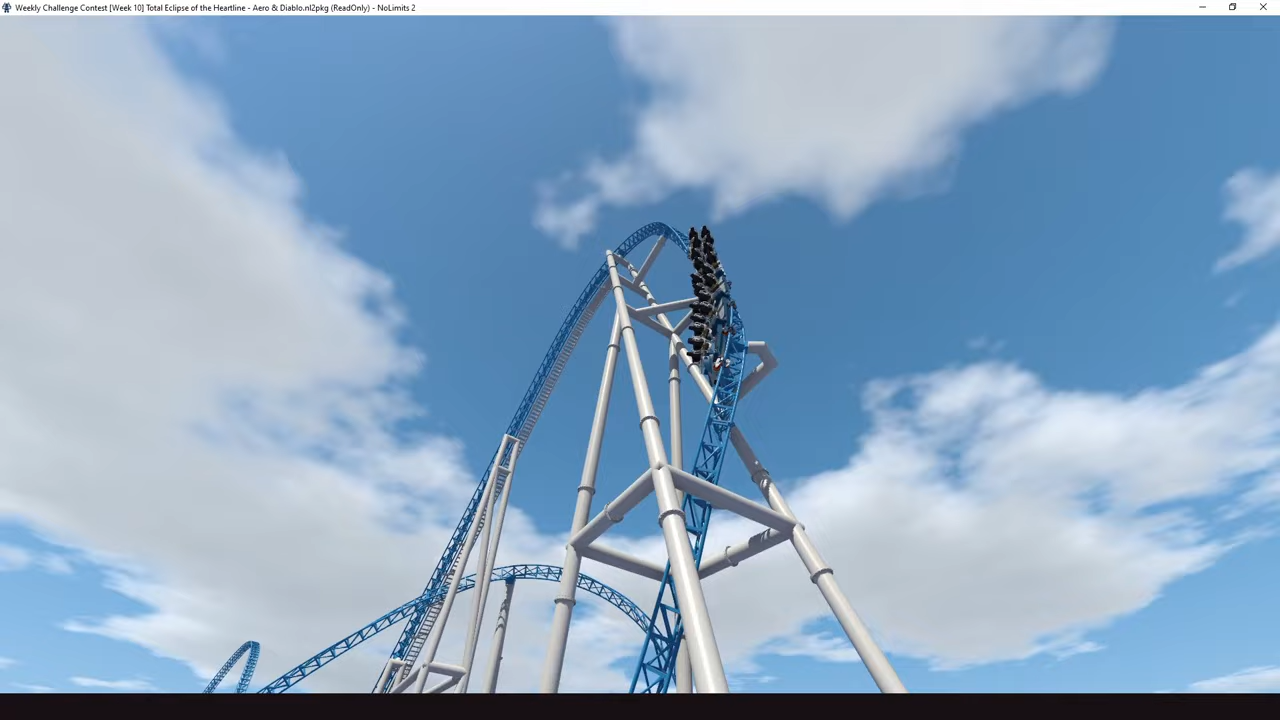 Weekly Challenge Contest [Week 10] Total Eclipse of the Heartline - Aero & Diablo.nl2pkg (ReadOnly) - NoLimits 2